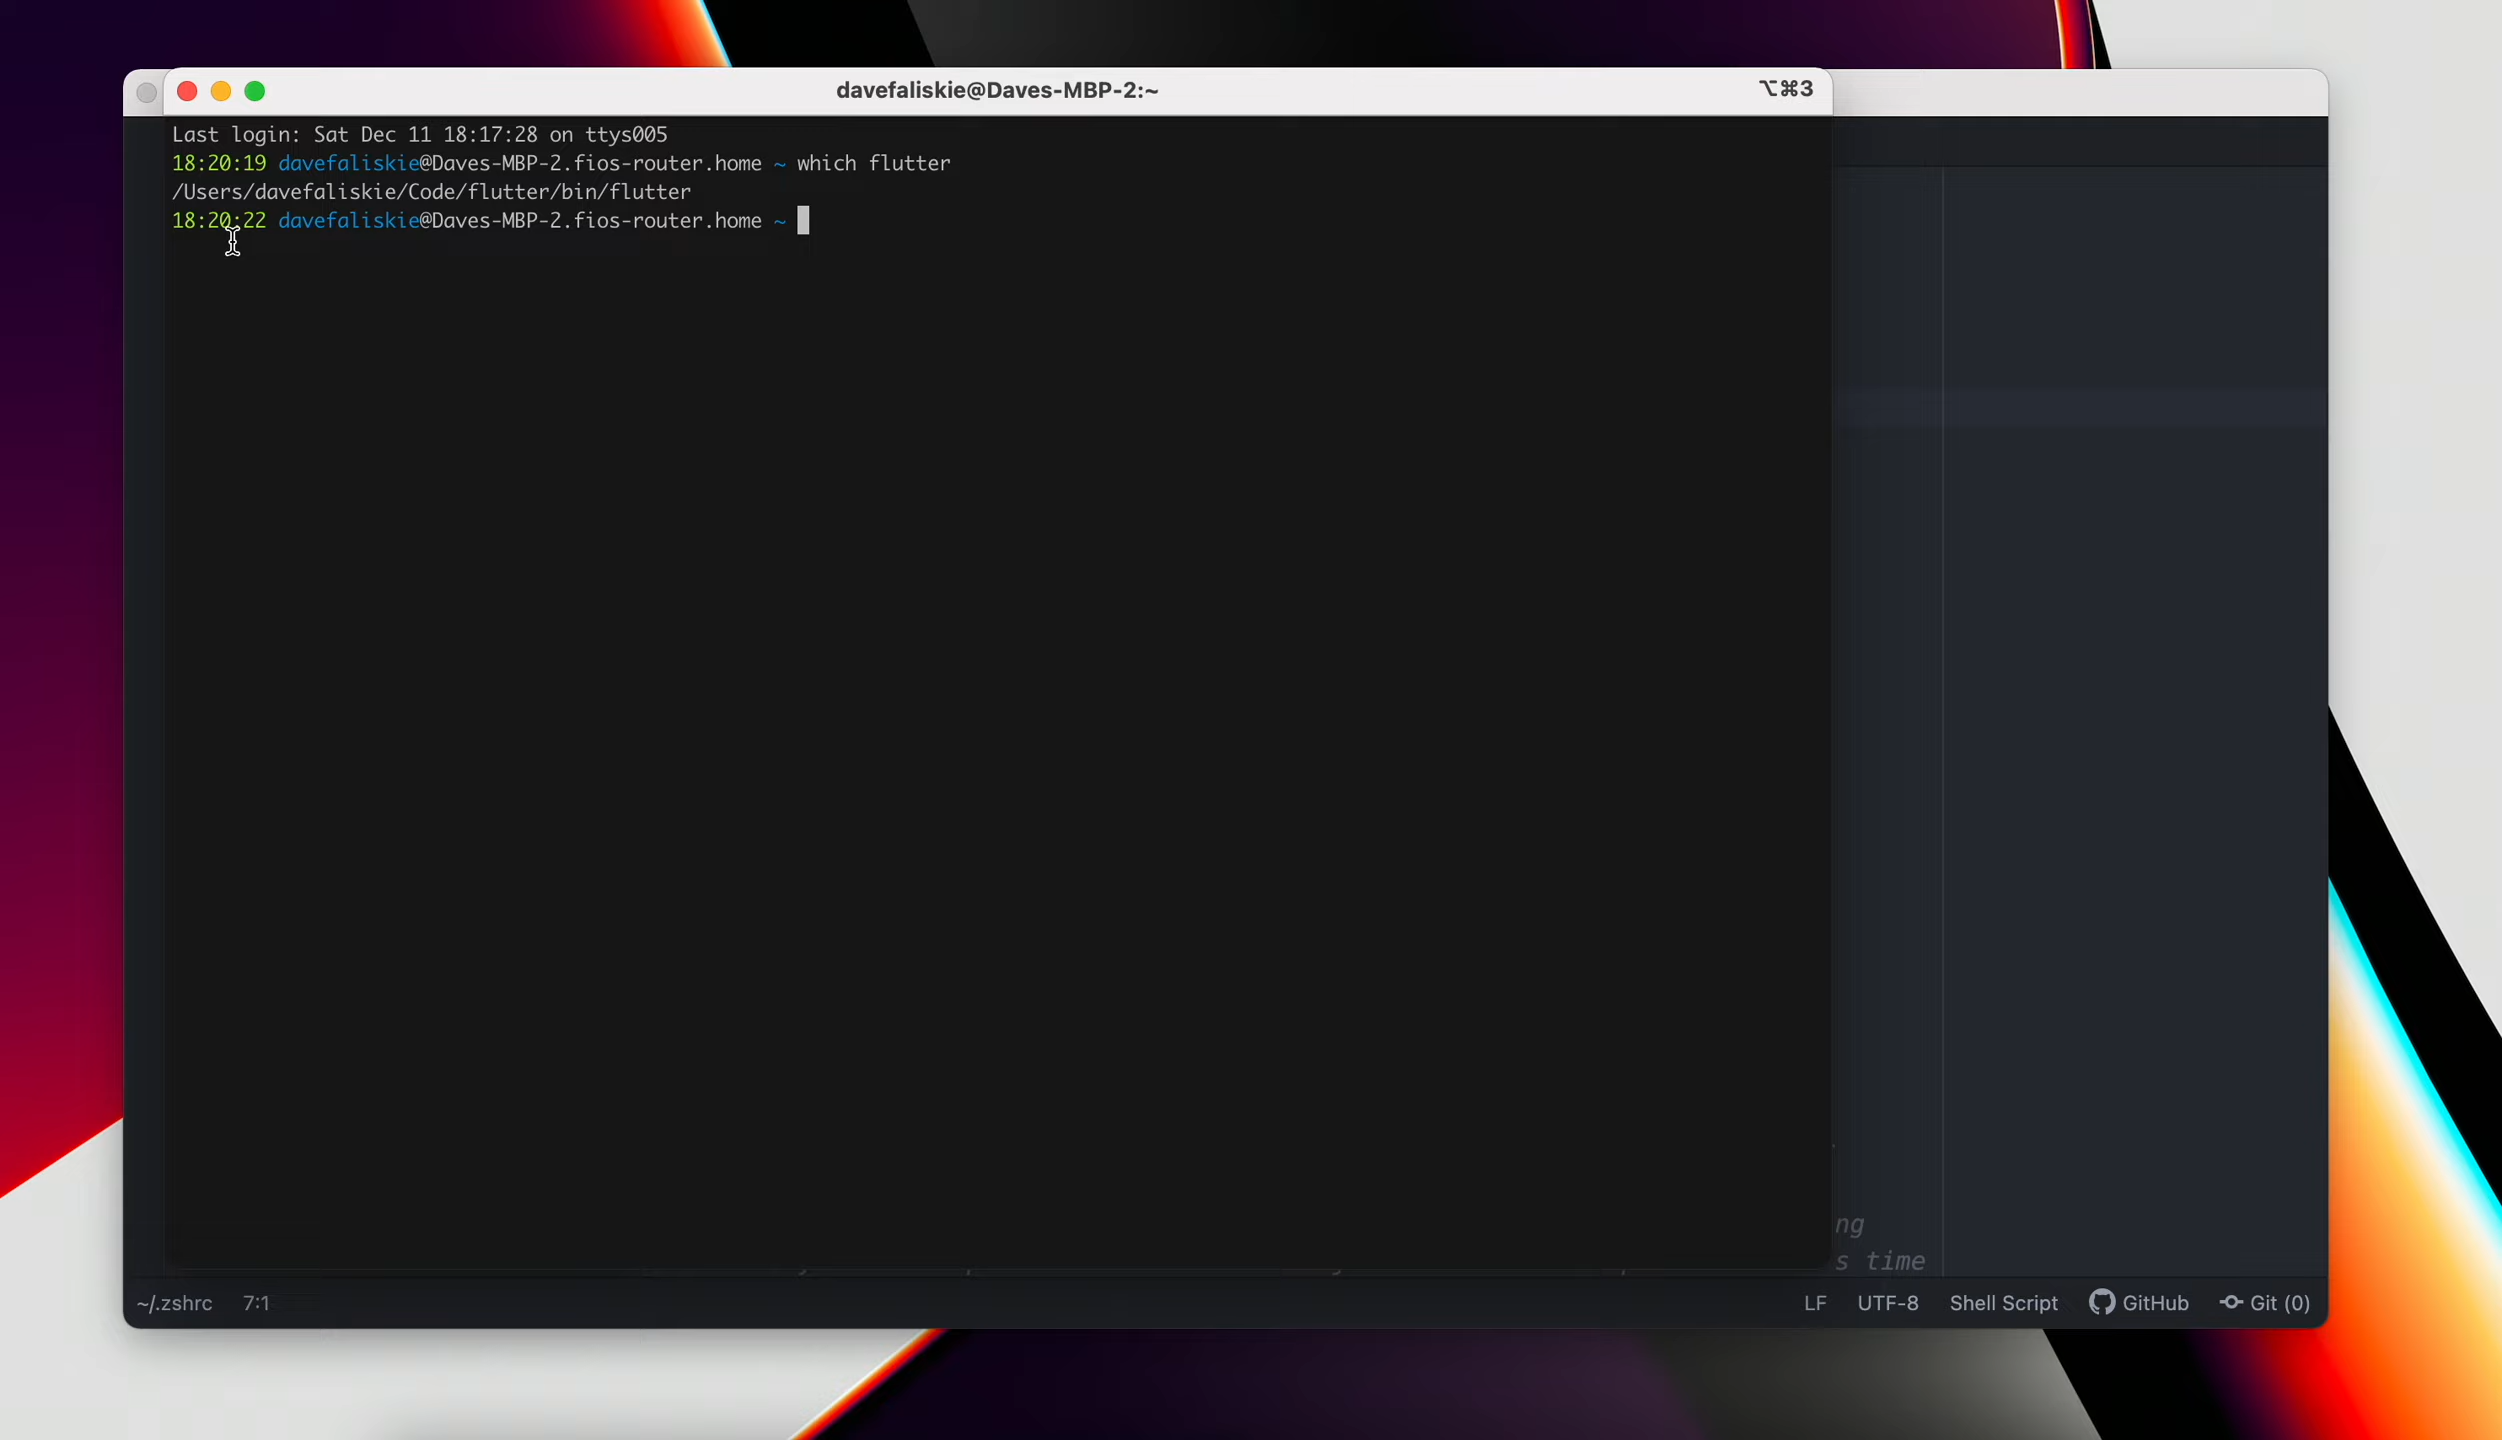 davefaliskie@Daves-MBP-2:~
⌥⌘3
Last login: Sat Dec 11 18:17:28 on ttys005
18:20:19 davefaliskie@Daves-MBP-2.fios-router.home ~ which flutter
/Users/davefaliskie/Code/flutter/bin/flutter
18:20:22 davefaliskie@Daves-MBP-2.fios-router.home ~
ng
s time
~/.zshrc 7:1 LF UTF-8 Shell Script GitHub Git (0)